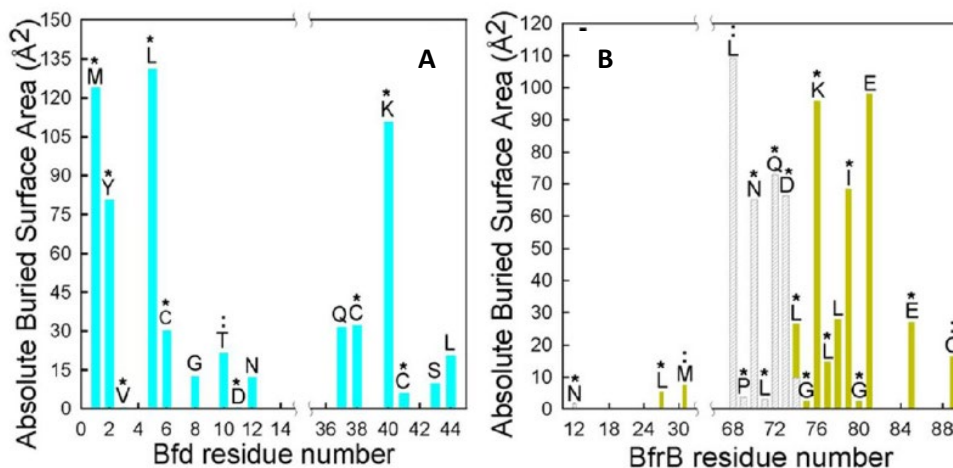 A
Absolute Buried Surface Area (Å2)
150
135
120
105
90
75
60
45
30
15
0
* M
* Y
* V
* L
* C
G
: T
* D
N
Q
* C
* K
* C
S
L
0 2 4 6 8 10 12 14 36 38 40 42 44
Bfd residue number
-
B
Absolute Buried Surface Area (Å2)
120
110
100
90
80
70
60
50
40
30
20
10
0
* N
* L
: M
: L
* P
* N
* L
* Q
* D
* L
* G
* K
* L
L
* I
* G
E
* E
12 18 24 30 68 72 76 80 84 88
BfrB residue number